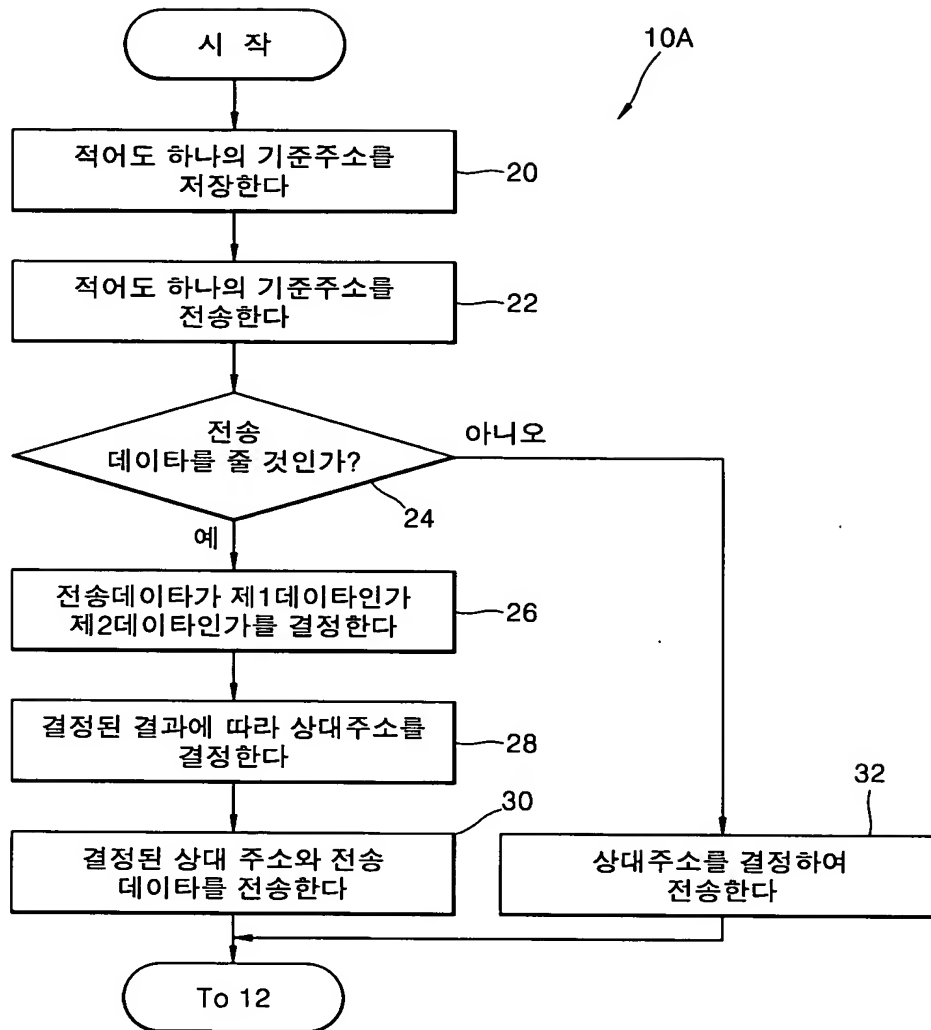 시 작
10A
적어도 하나의 기준주소를
저장한다
20
적어도 하나의 기준주소를
전송한다
22
전송
데이타를 줄 것인가?
아니오
24
예
전송데이타가 제1데이타인가
제2데이타인가를 결정한다
26
결정된 결과에 따라 상대주소를
결정한다
28
30
32
결정된 상대 주소와 전송
데이타를 전송한다
상대주소를 결정하여
전송한다
To 12